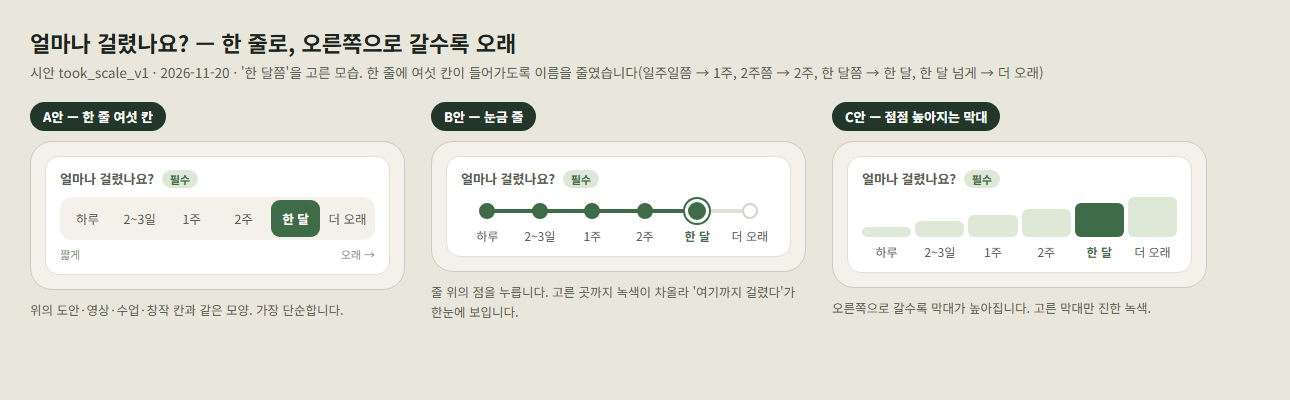 얼마나 걸렸나요? — 한 줄로, 오른쪽으로 갈수록 오래
시안 took_scale_v1 · 2026-11-20 · '한 달쯤'을 고른 모습. 한 줄에 여섯 칸이 들어가도록 이름을 줄였습니다(일주일쯤 → 1주, 2주쯤 → 2주, 한 달쯤 → 한 달, 한 달 넘게 → 더 오래)
A안 — 한 줄 여섯 칸
얼마나 걸렸나요? 필수
하루 2~3일 1주 2주 한 달 더 오래
짧게 오래 →
위의 도안·영상·수업·창작 칸과 같은 모양. 가장 단순합니다.
B안 — 눈금 줄
얼마나 걸렸나요? 필수
하루 2~3일 1주 2주 한 달 더 오래
줄 위의 점을 누릅니다. 고른 곳까지 녹색이 차올라 '여기까지 걸렸다'가
한눈에 보입니다.
C안 — 점점 높아지는 막대
얼마나 걸렸나요? 필수
하루 2~3일 1주 2주 한 달 더 오래
오른쪽으로 갈수록 막대가 높아집니다. 고른 막대만 진한 녹색.